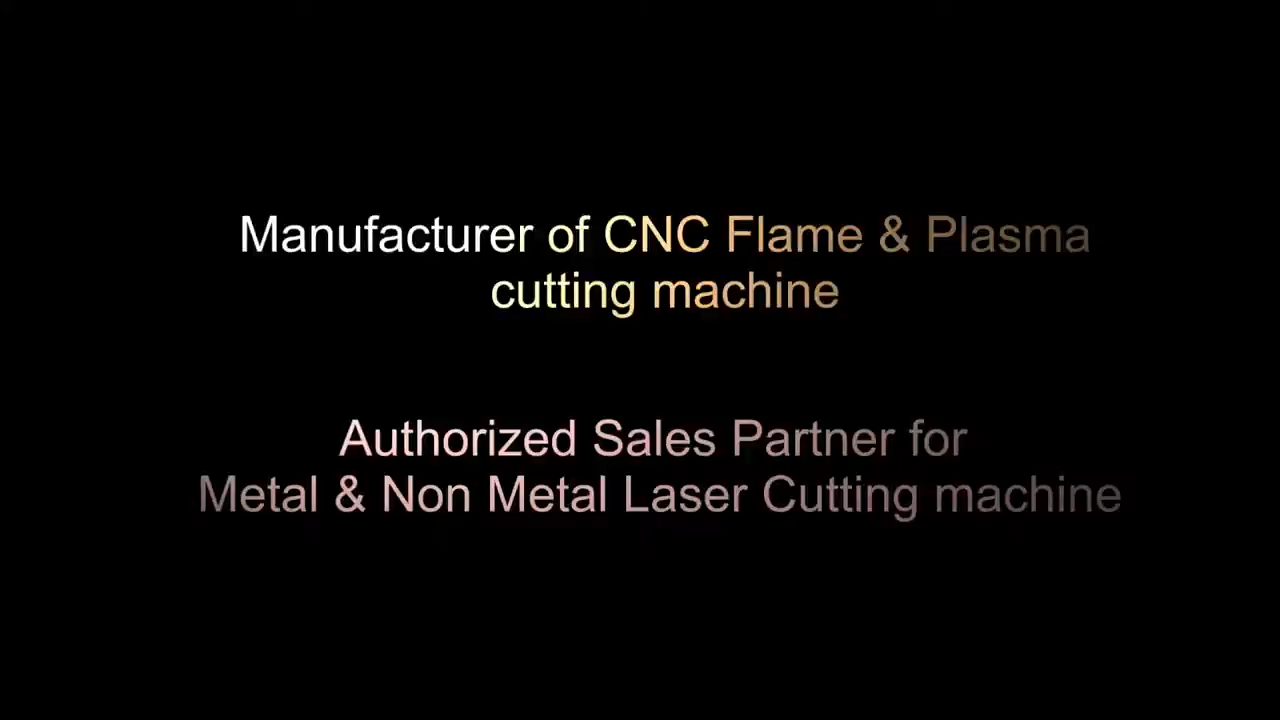 Manufacturer of CNC Flame & Plasma
cutting machine
Authorized Sales Partner for
Metal & Non Metal Laser Cutting machine